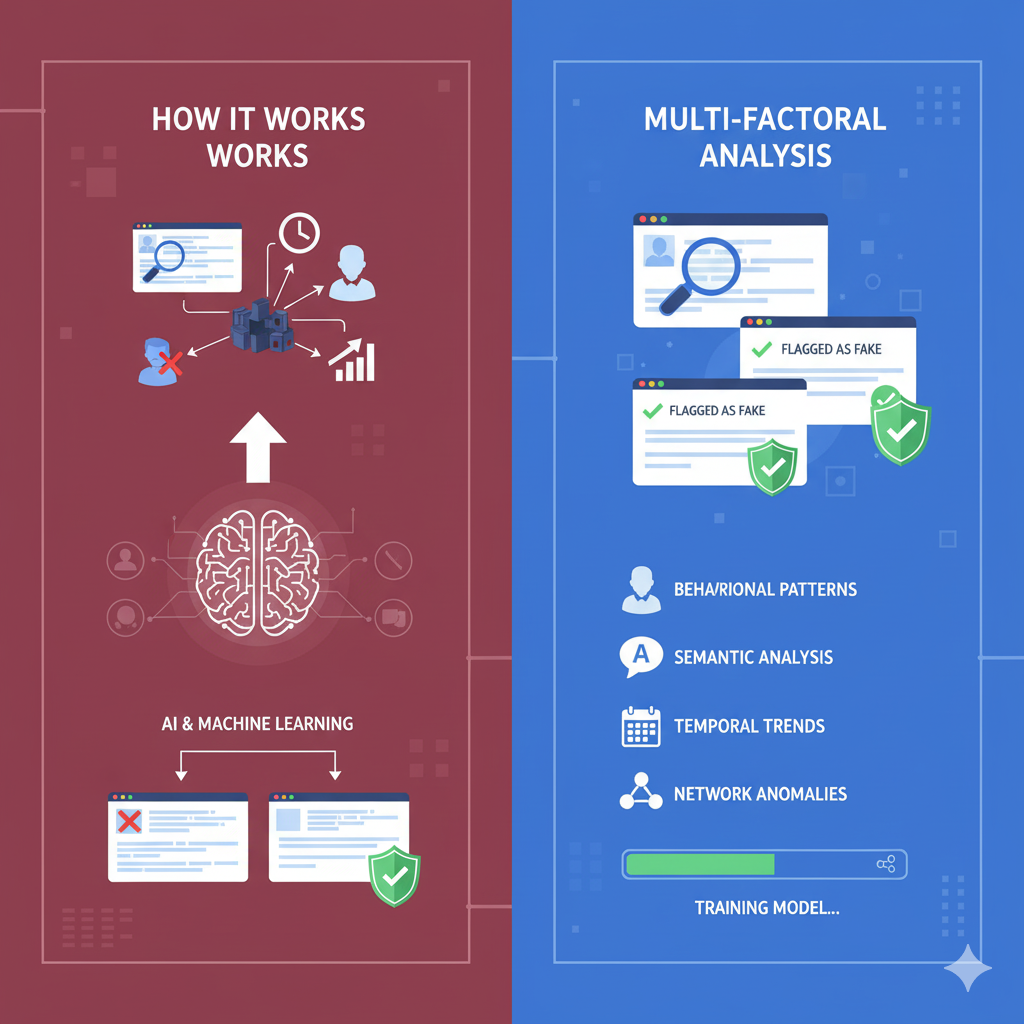 HOW IT WORKS
WORKS
AI & MACHINE LEARNING
MULTI-FACTORAL
ANALYSIS
FLAGGED AS FAKE
FLAGGED AS FAKE
BEHA/RIONAL PATTERNS
A
SEMANTIC ANALYSIS
TEMPORAL TRENDS
NETWORK ANOMALIES
TRAINING MODEL...